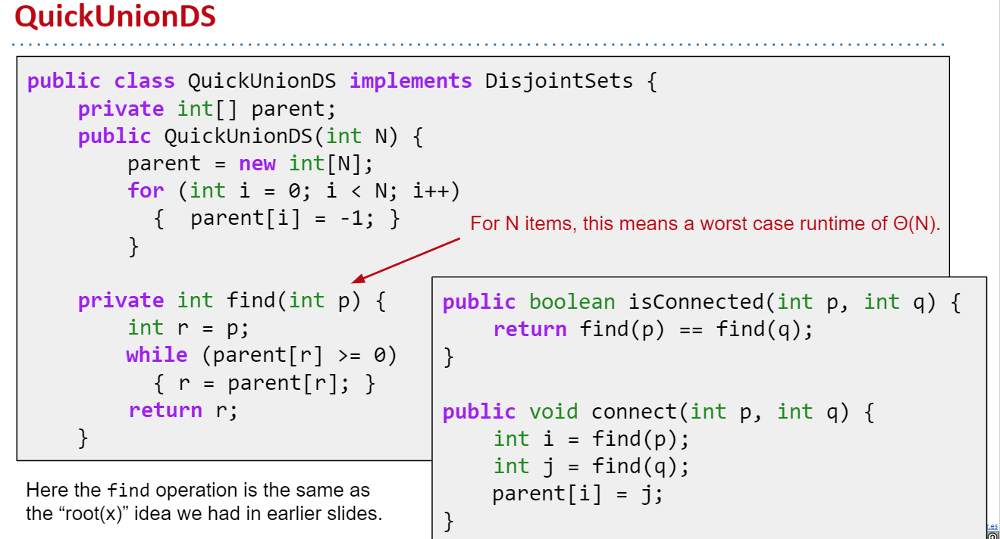 QuickUnionDS
public class QuickUnionDS implements DisjointSets {
private int[] parent;
public QuickUnionDS(int N) {
parent = new int[N];
for (int i = 0; i < N; i++)
{ parent[i] = -1; }
}
For N items, this means a worst case runtime of Θ(N).
private int find(int p) {
int r = p;
while (parent[r] >= 0)
{ r = parent[r]; }
return r;
}
public boolean isConnected(int p, int q) {
return find(p) == find(q);
}
public void connect(int p, int q) {
int i = find(p);
int j = find(q);
parent[i] = j;
}
Here the find operation is the same as
the “root(x)” idea we had in earlier slides.
r.es